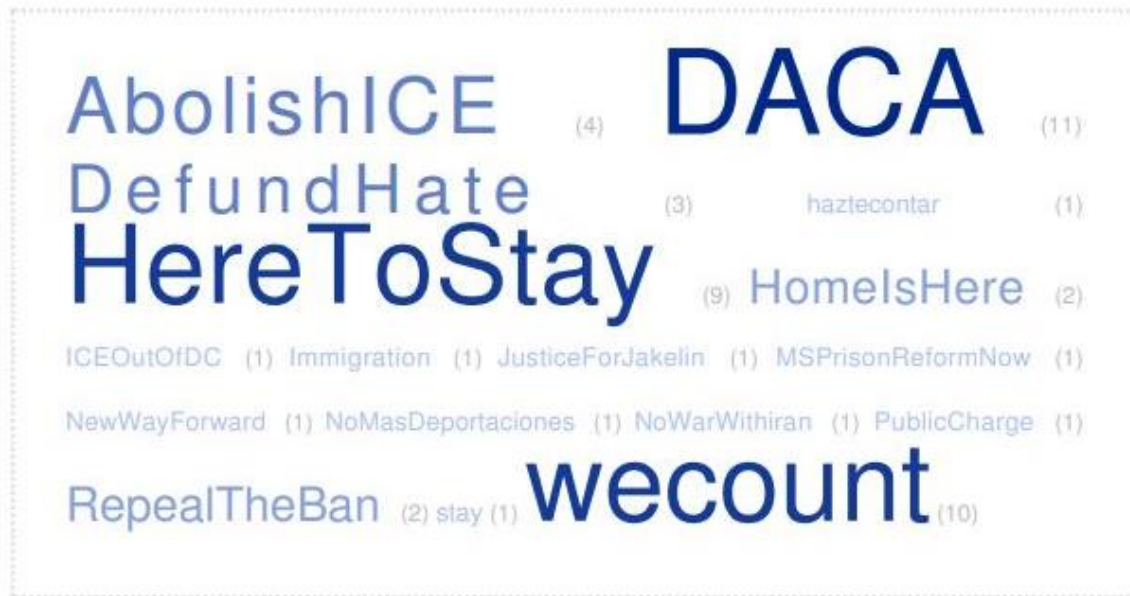 AbolishICE (4) DACA (11)
DefundHate (3) haztecontar (1)
HereToStay (9) HomeIsHere (2)
ICEOutOfDC (1) Immigration (1) JusticeForJakelin (1) MSPrisonReformNow (1)
NewWayForward (1) NoMasDeportaciones (1) NoWarWithiran (1) PublicCharge (1)
RepealTheBan (2) stay (1) wecount (10)